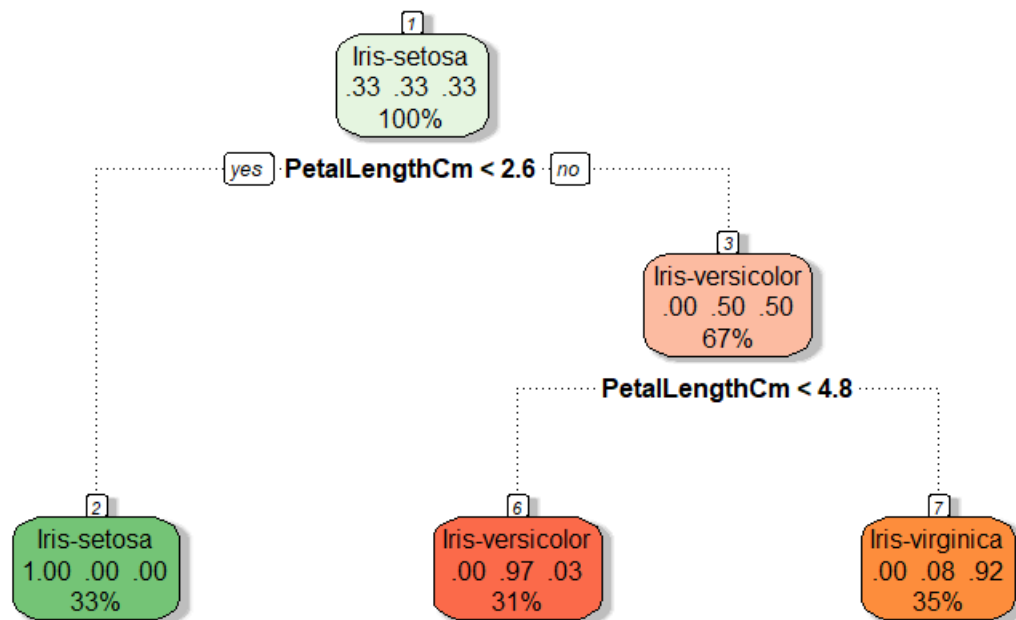 1
Iris-setosa
.33 .33 .33
100%
yes PetalLengthCm < 2.6 no
3
Iris-versicolor
.00 .50 .50
67%
PetalLengthCm < 4.8
2
Iris-setosa
1.00 .00 .00
33%
6
Iris-versicolor
.00 .97 .03
31%
7
Iris-virginica
.00 .08 .92
35%